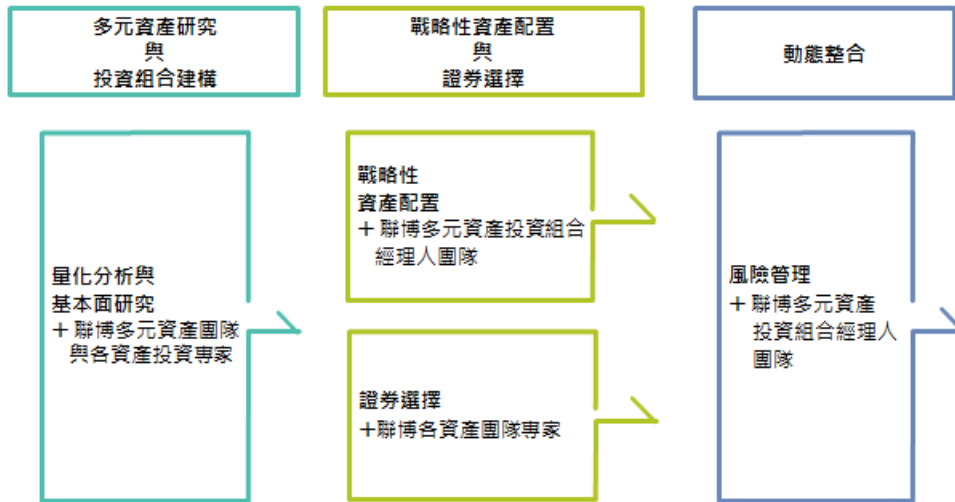 多元資產研究
與
投資組合建構
戰略性資產配置
與
證券選擇
動態整合
量化分析與
基本面研究
＋聯博多元資產團隊
與各資產投資專家
戰略性
資產配置
＋聯博多元資產投資組合
經理人團隊
證券選擇
＋聯博各資產團隊專家
風險管理
＋聯博多元資產
投資組合經理人
團隊